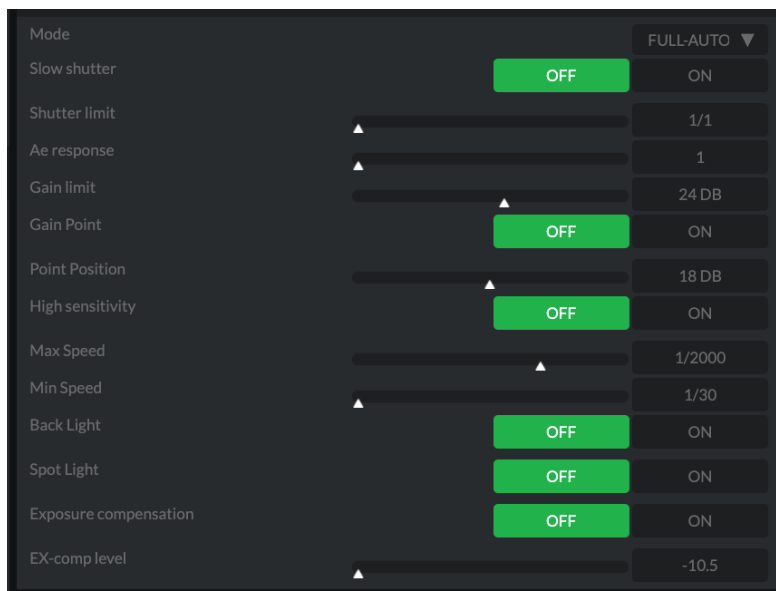 Mode FULL-AUTO
Slow shutter OFF ON
Shutter limit 1/1
Ae response 1
Gain limit 24 DB
Gain Point OFF ON
Point Position 18 DB
High sensitivity OFF ON
Max Speed 1/2000
Min Speed 1/30
Back Light OFF ON
Spot Light OFF ON
Exposure compensation OFF ON
EX-comp level -10.5